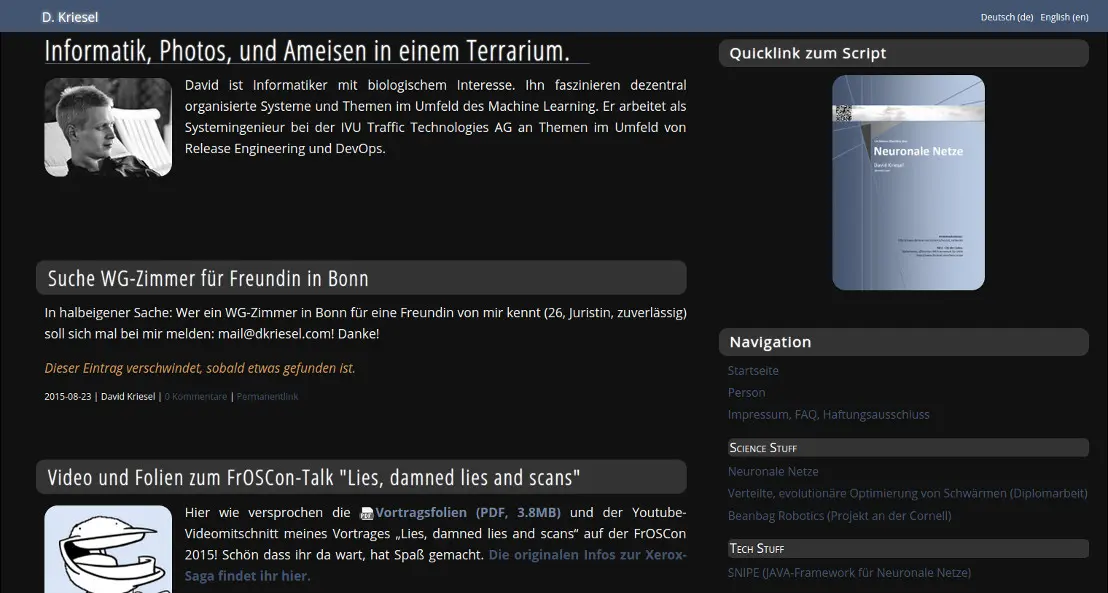 D. Kriesel
Deutsch (de) English (en)
Informatik, Photos, und Ameisen in einem Terrarium.
David ist Informatiker mit biologischem Interesse. Ihn faszinieren dezentral
organisierte Systeme und Themen im Umfeld des Machine Learning. Er arbeitet als
Systemingenieur bei der IVU Traffic Technologies AG an Themen im Umfeld von
Release Engineering und DevOps.
Suche WG-Zimmer für Freundin in Bonn
In halbeigener Sache: Wer ein WG-Zimmer in Bonn für eine Freundin von mir kennt (26, Juristin, zuverlässig)
soll sich mal bei mir melden: mail@dkriesel.com! Danke!
Dieser Eintrag verschwindet, sobald etwas gefunden ist.
2015-08-23 | David Kriesel | 0 Kommentare | Permanentlink
Video und Folien zum FrOSCon-Talk "Lies, damned lies and scans"
Hier wie versprochen die Vortragsfolien (PDF, 3.8MB) und der Youtube-
Videomitschnitt meines Vortrages „Lies, damned lies and scans“ auf der FrOSCon
2015! Schön dass ihr da wart, hat Spaß gemacht. Die originalen Infos zur Xerox-
Saga findet ihr hier.
Quicklink zum Script
Neuronale Netze
David Kriesel
Navigation
Startseite
Person
Impressum, FAQ, Haftungsausschluss
Science Stuff
Neuronale Netze
Verteilte, evolutionäre Optimierung von Schwärmen (Diplomarbeit)
Beanbag Robotics (Projekt an der Cornell)
Tech Stuff
SNIPE (JAVA-Framework für Neuronale Netze)